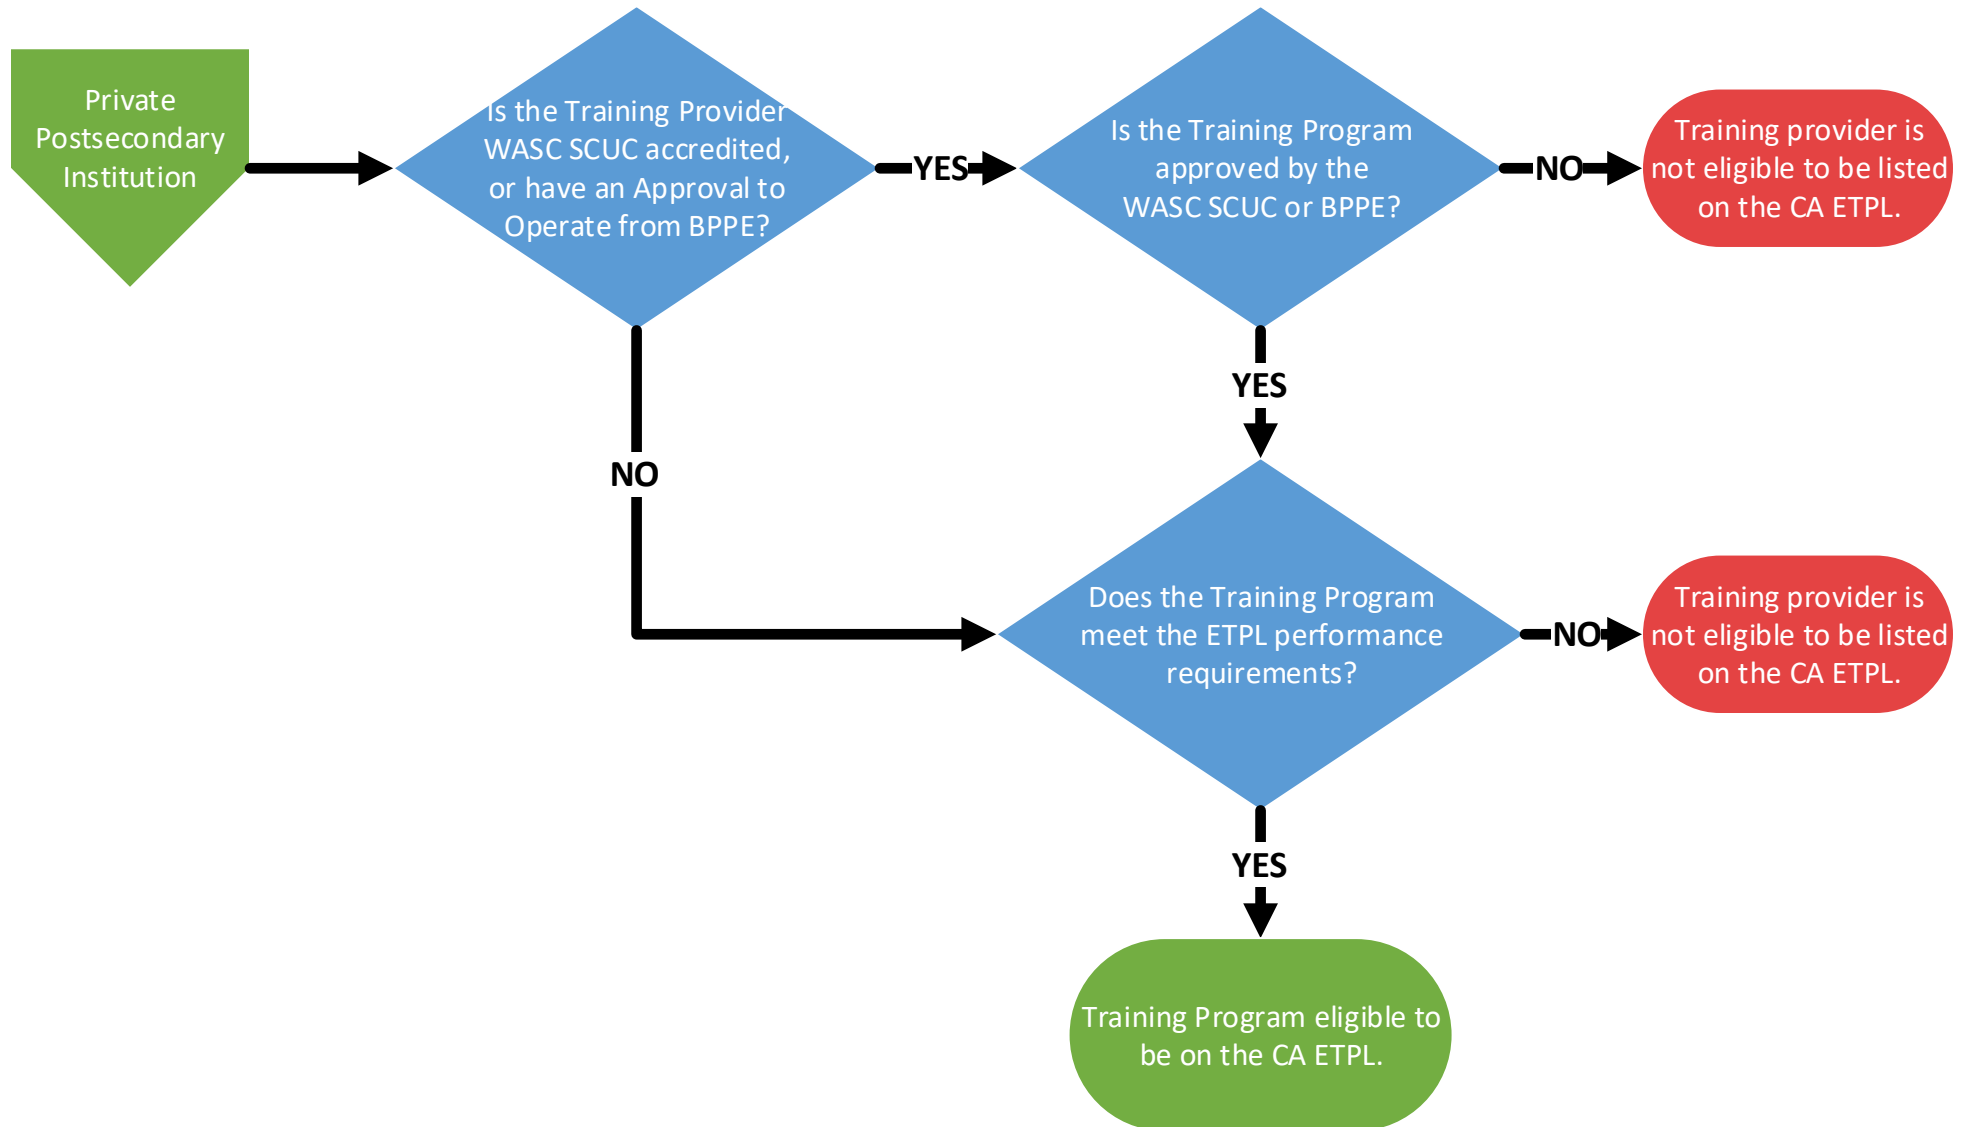 Private
Postsecondary
Institution
Is the Training Provider
WASC SCUC accredited,
or have an Approval to
Operate from BPPE?
YES
Is the Training Program
approved by the
WASC SCUC or BPPE?
NO
Training provider is
not eligible to be listed
on the CA ETPL.
YES
NO
Does the Training Program
meet the ETPL performance
requirements?
NO
Training provider is
not eligible to be listed
on the CA ETPL.
YES
Training Program eligible to
be on the CA ETPL.